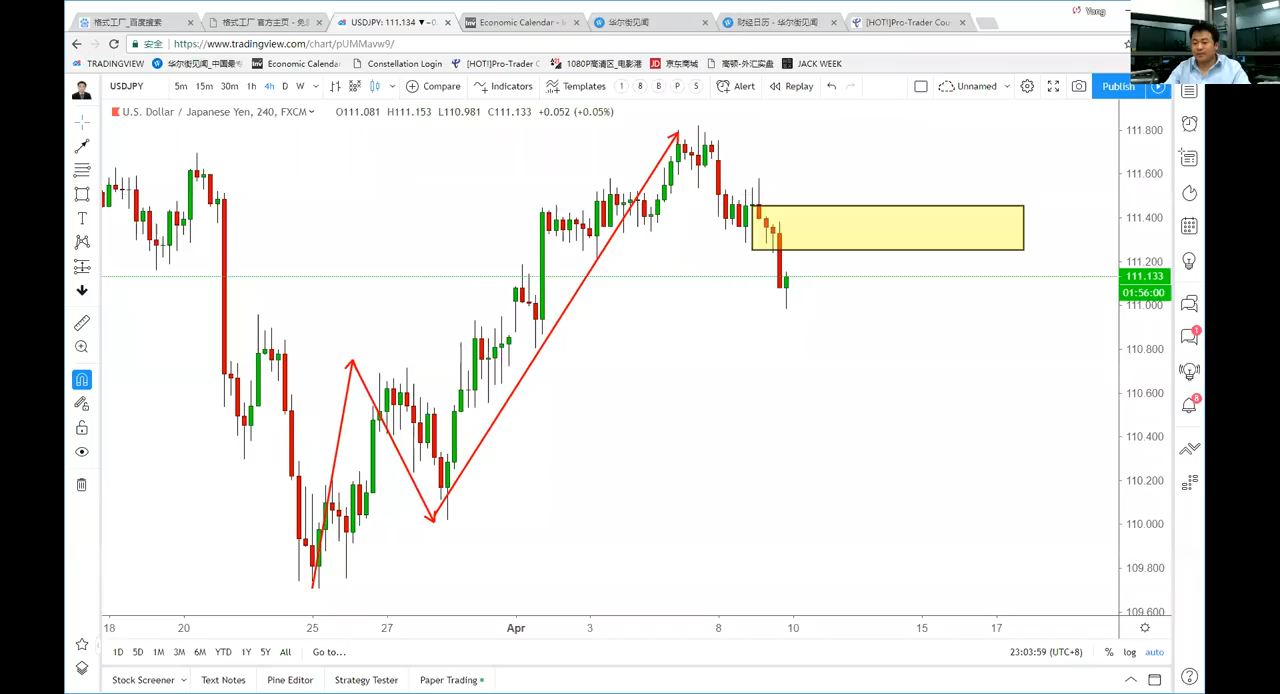 格式工厂_百度搜索
格式工厂 官方主页 - 免
USDJPY: 111.134 ▼ −0.
Economic Calendar - In
华尔街见闻
财经日历 - 华尔街见闻
[HOT!]Pro-Trader Cou
Yang
安全 https://www.tradingview.com/chart/pUMMavw9/
TRADINGVIEW
华尔街见闻_中国最专
Economic Calenda
Constellation Login
[HOT!]Pro-Trader C
1080P高清区_电影港
京东商城
高顿-外汇实盘
JACK WEEK
USDJPY 5m 15m 30m 1h 4h D W Compare Indicators Templates 1 8 B P S Alert Replay Unnamed Publish
U.S. Dollar / Japanese Yen, 240, FXCM O111.081 H111.153 L110.981 C111.133 +0.052 (+0.05%)
111.800
111.600
111.400
111.200
111.133
01:56:00
111.000
110.800
110.600
110.400
110.200
110.000
109.800
109.600
1
8
18 20 25 27 Apr 3 8 10 15 17
1D 5D 1M 3M 6M YTD 1Y 5Y All Go to... 23:03:59 (UTC+8) % log auto
Stock Screener Text Notes Pine Editor Strategy Tester Paper Trading